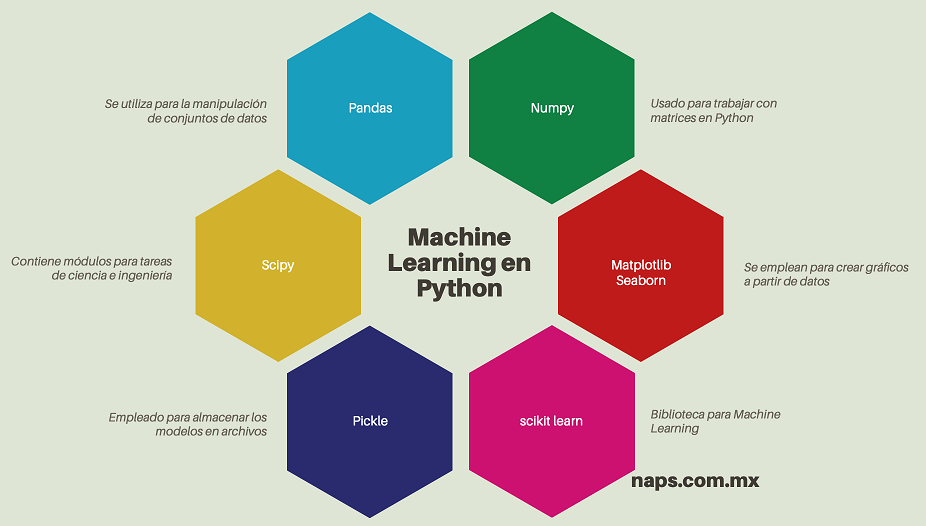 Pandas
Se utiliza para la manipulación
de conjuntos de datos
Numpy
Usado para trabajar con
matrices en Python
Machine
Learning en
Python
Scipy
Contiene módulos para tareas
de ciencia e ingeniería
Matplotlib
Seaborn
Se emplean para crear gráficos
a partir de datos
Pickle
Empleado para almacenar los
modelos en archivos
scikit learn
Biblioteca para Machine
Learning
naps.com.mx